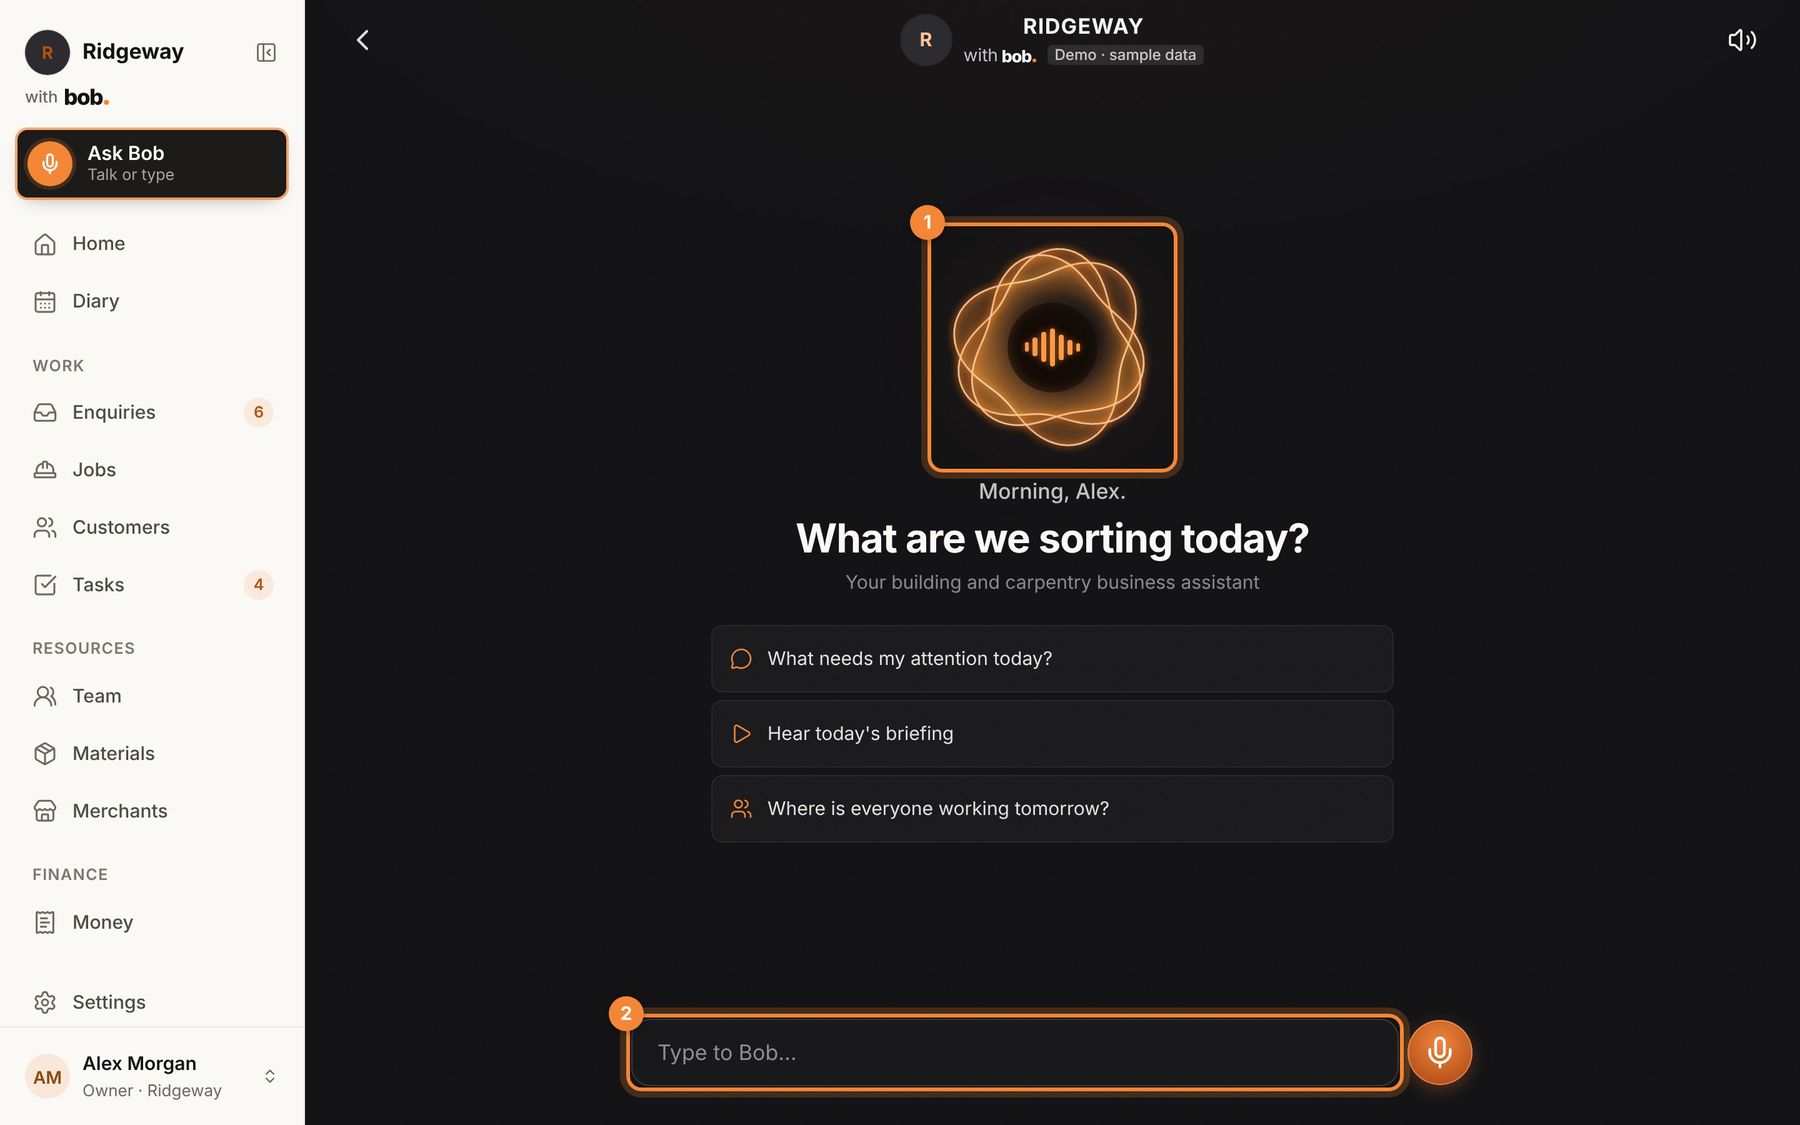 R
Ridgeway
with bob.
Ask Bob
Talk or type
Home
Diary
WORK
Enquiries 6
Jobs
Customers
Tasks 4
RESOURCES
Team
Materials
Merchants
FINANCE
Money
Settings
AM
Alex Morgan
Owner · Ridgeway
R
RIDGEWAY
with bob. Demo · sample data
1
Morning, Alex.
What are we sorting today?
Your building and carpentry business assistant
What needs my attention today?
Hear today's briefing
Where is everyone working tomorrow?
2
Type to Bob...